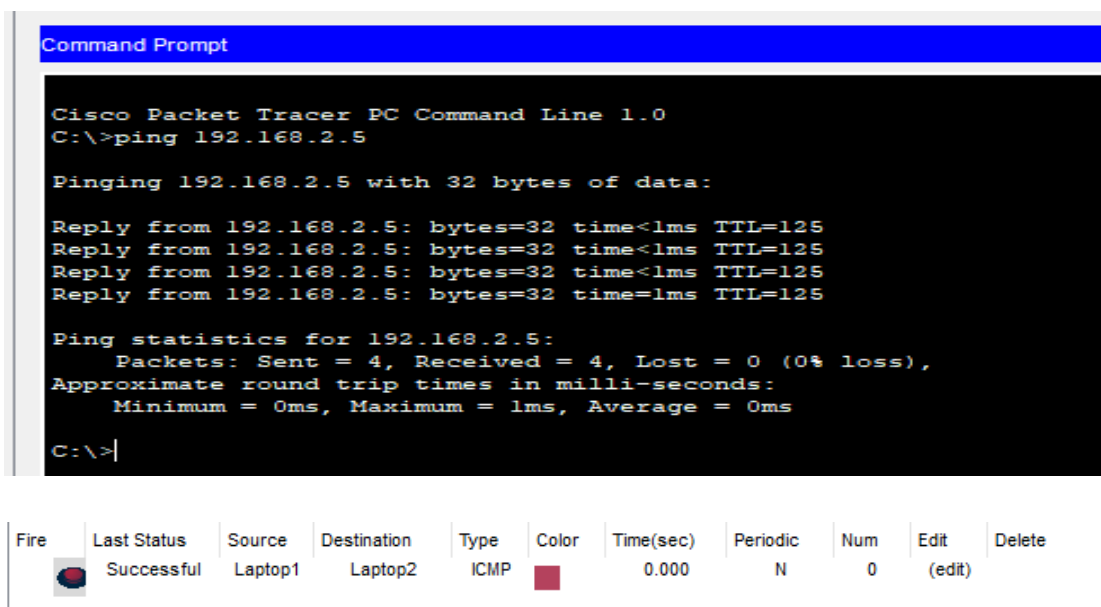 Command Prompt
Cisco Packet Tracer PC Command Line 1.0
C:\>ping 192.168.2.5
Pinging 192.168.2.5 with 32 bytes of data:
Reply from 192.168.2.5: bytes=32 time<1ms TTL=125
Reply from 192.168.2.5: bytes=32 time<1ms TTL=125
Reply from 192.168.2.5: bytes=32 time<1ms TTL=125
Reply from 192.168.2.5: bytes=32 time=1ms TTL=125
Ping statistics for 192.168.2.5:
Packets: Sent = 4, Received = 4, Lost = 0 (0% loss),
Approximate round trip times in milli-seconds:
Minimum = 0ms, Maximum = 1ms, Average = 0ms
C:\>
Fire Last Status Source Destination Type Color Time(sec) Periodic Num Edit Delete
Successful Laptop1 Laptop2 ICMP 0.000 N 0 (edit)